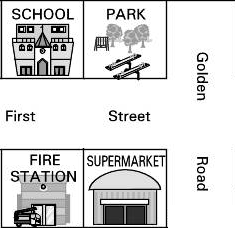 SCHOOL PARK
Golden
First Street
FIRE STATION
SUPERMARKET
Road